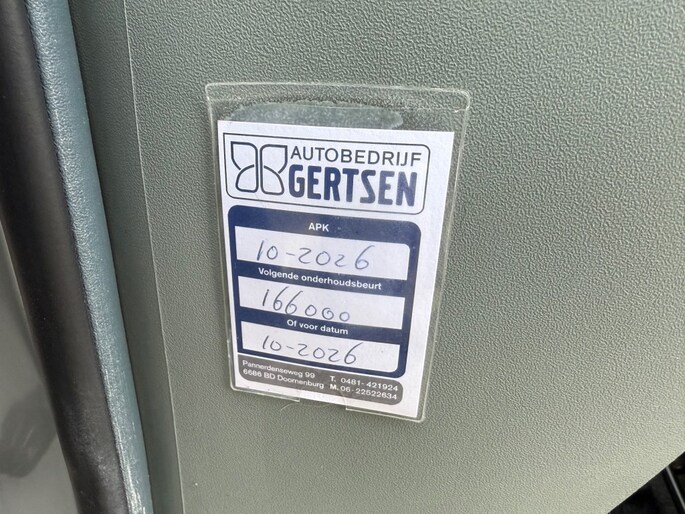 AUTOBEDRIJF
GERTSEN
APK
10-2026
Volgende onderhoudsbeurt
166000
Of voor datum
10-2026
Pannerdenseweg 99 T. 0481-421924
6686 BD Doornenburg M. 06-22522634